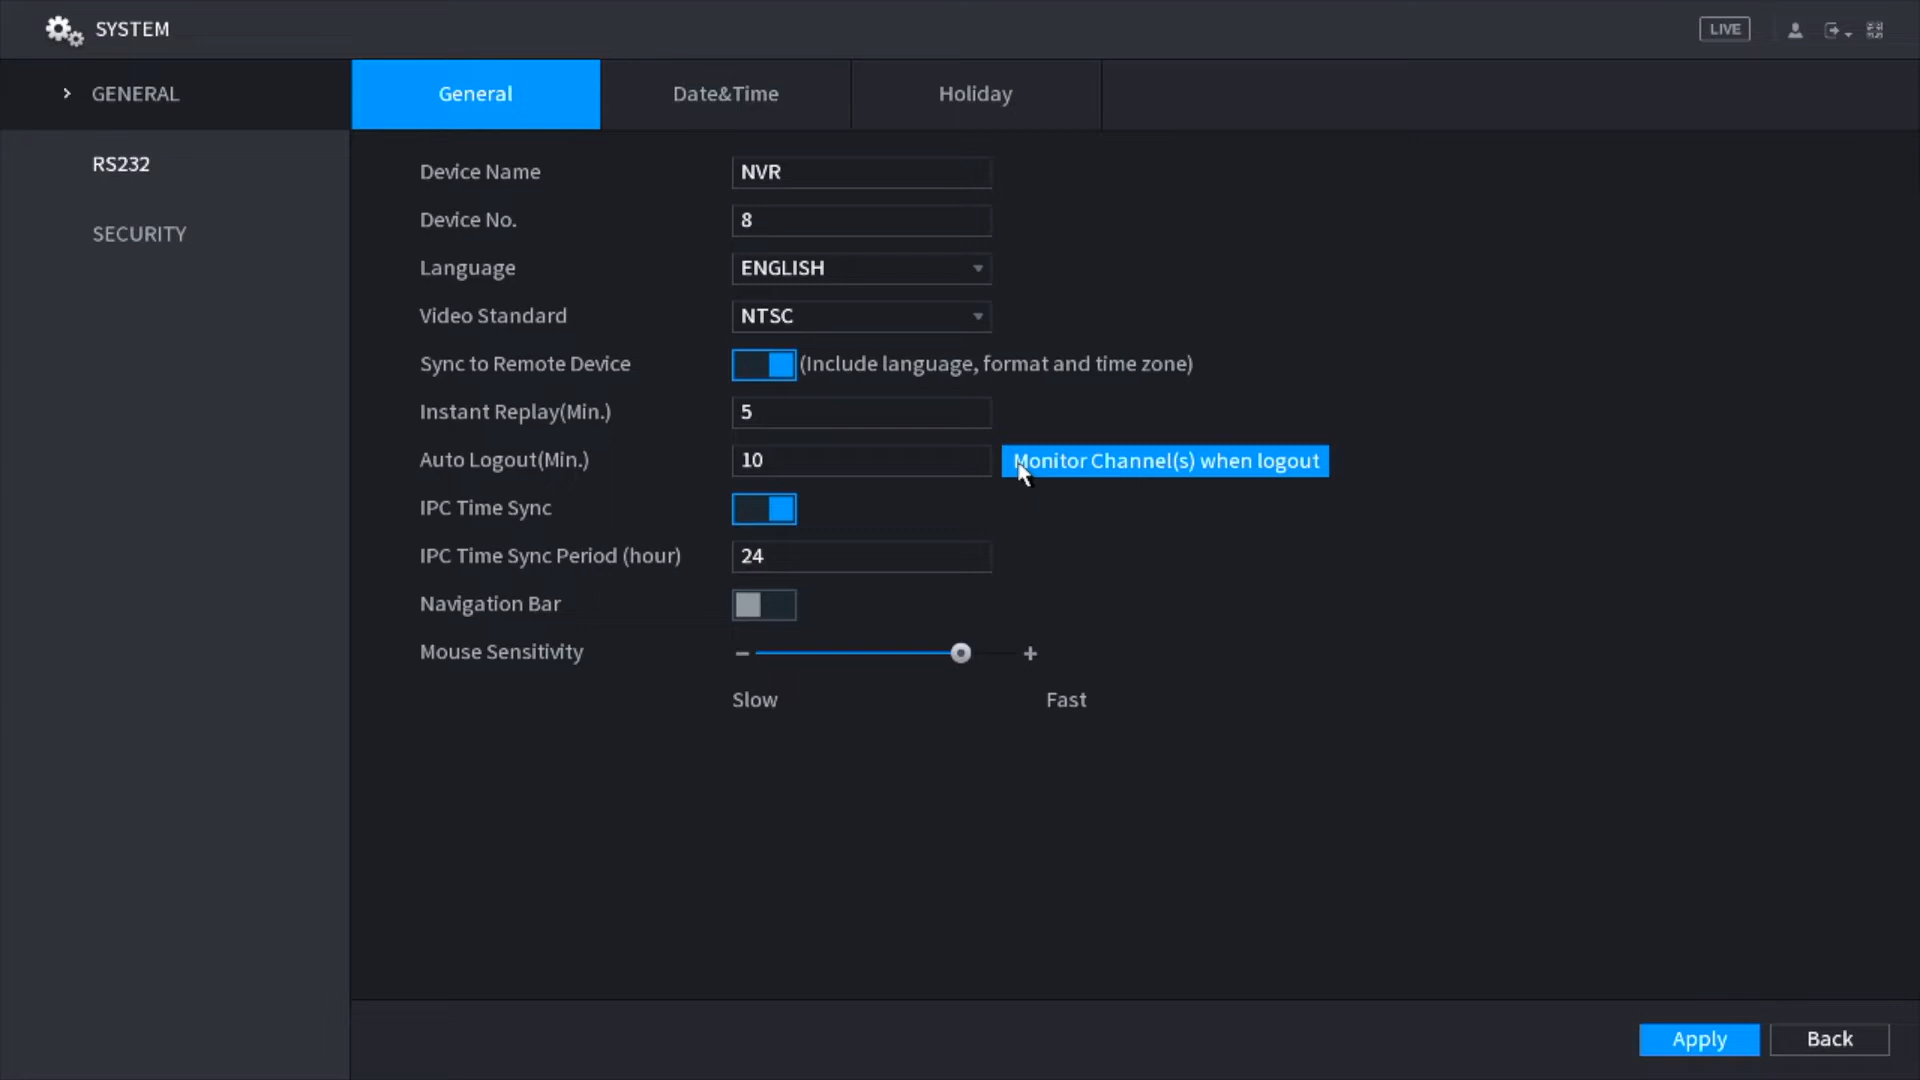 SYSTEM
LIVE
GENERAL
General
Date&Time
Holiday
RS232
SECURITY
Device Name
NVR
Device No.
8
Language
ENGLISH
Video Standard
NTSC
Sync to Remote Device
(Include language, format and time zone)
Instant Replay(Min.)
5
Auto Logout(Min.)
10
Monitor Channel(s) when logout
IPC Time Sync
IPC Time Sync Period (hour)
24
Navigation Bar
Mouse Sensitivity
Slow
Fast
Apply
Back